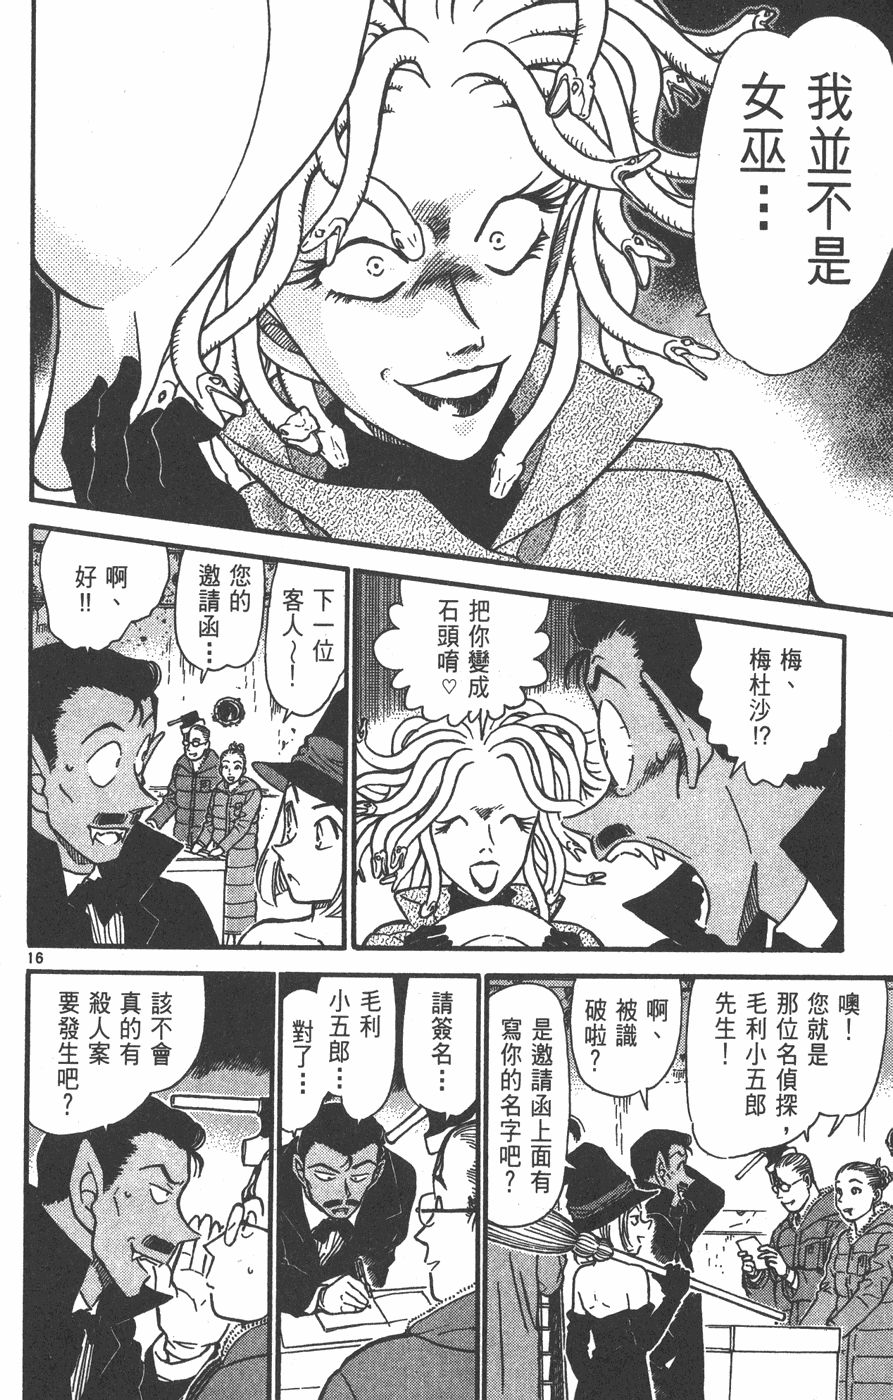 我並不是
女巫…
梅、
梅杜沙!?
把你變成
石頭唷♡
下一位
客人~!
您的
邀請函…
啊、
好!!
16
噢!
您就是
那位名偵探,
毛利小五郎
先生!
啊、
被識
破啦?
是邀請函上面有
寫你的名字吧?
請簽名…
毛利
小五郎…
對了…
該不會
真的有
殺人案
要發生吧?